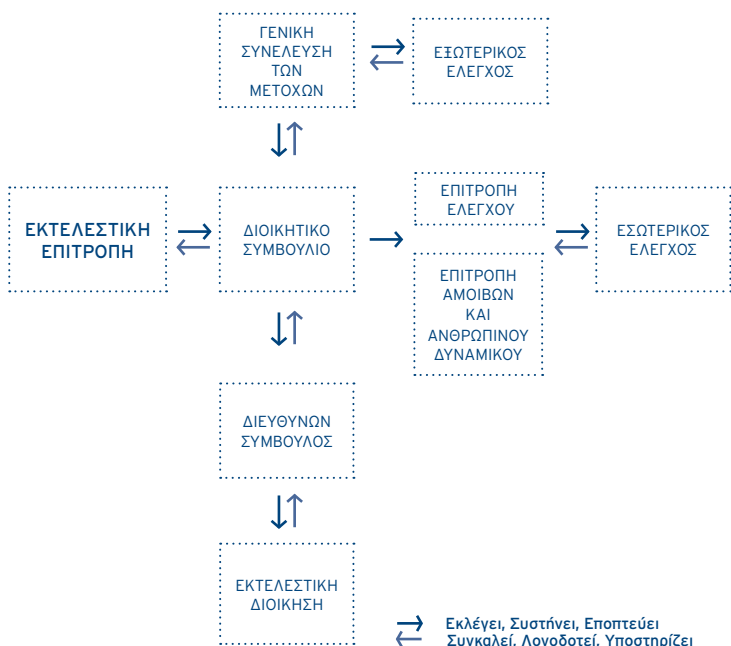 ΓΕΝΙΚΗ
ΣΥΝΕΛΕΥΣΗ
ΤΩΝ
ΜΕΤΟΧΩΝ
ΕΞΩΤΕΡΙΚΟΣ
ΕΛΕΓΧΟΣ
ΕΚΤΕΛΕΣΤΙΚΗ
ΕΠΙΤΡΟΠΗ
ΔΙΟΙΚΗΤΙΚΟ
ΣΥΜΒΟΥΛΙΟ
ΕΠΙΤΡΟΠΗ
ΕΛΕΓΧΟΥ
ΕΠΙΤΡΟΠΗ
ΑΜΟΙΒΩΝ
ΚΑΙ
ΑΝΘΡΩΠΙΝΟΥ
ΔΥΝΑΜΙΚΟΥ
ΕΣΩΤΕΡΙΚΟΣ
ΕΛΕΓΧΟΣ
ΔΙΕΥΘΥΝΩΝ
ΣΥΜΒΟΥΛΟΣ
ΕΚΤΕΛΕΣΤΙΚΗ
ΔΙΟΙΚΗΣΗ
Εκλέγει, Συστήνει, Εποπτεύει
Συγκαλεί, Λογοδοτεί, Υποστηρίζει